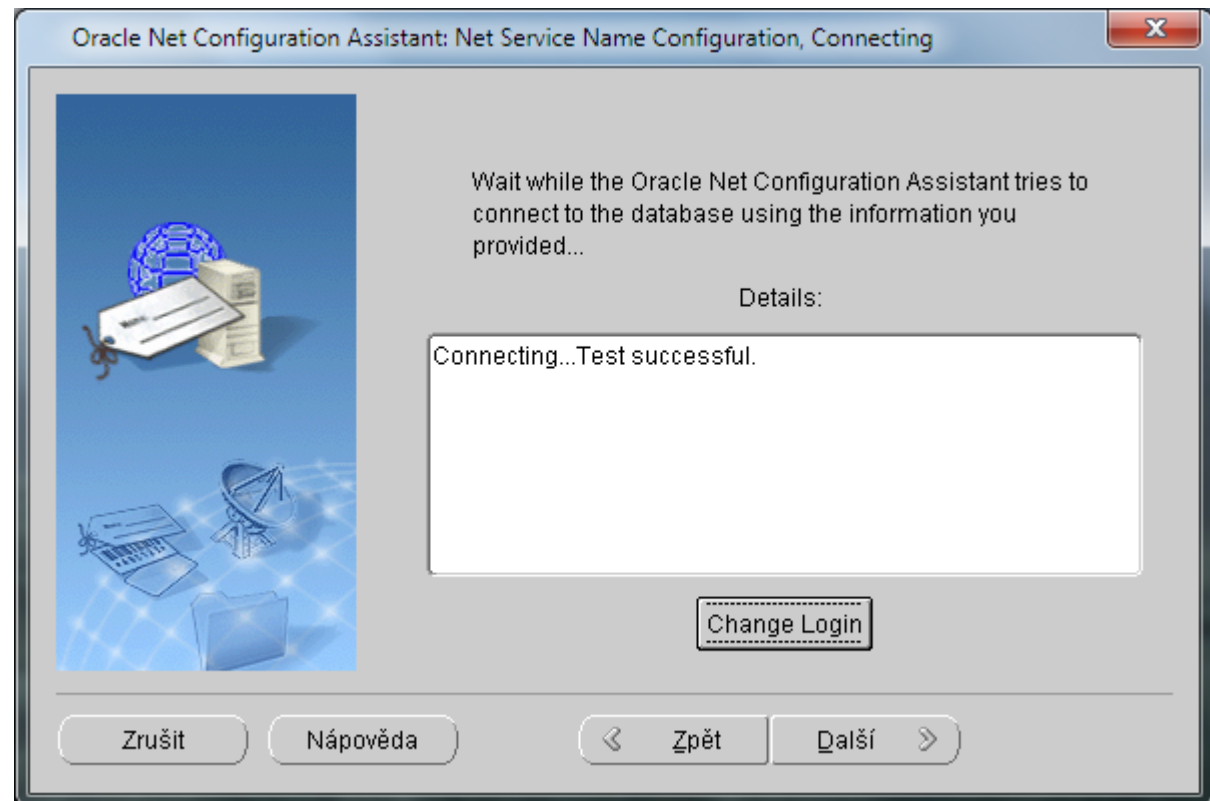 Oracle Net Configuration Assistant: Net Service Name Configuration, Connecting
Wait while the Oracle Net Configuration Assistant tries to
connect to the database using the information you
provided...
Details:
Connecting...Test successful.
Change Login
Zrušit Nápověda Zpět Další